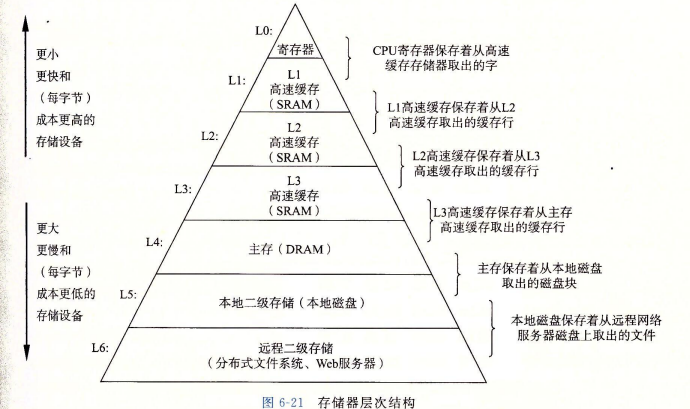 更小
更快和
（每字节）
成本更高的
存储设备
更大
更慢和
（每字节）
成本更低的
存储设备
L0:
寄存器
L1:
L1
高速缓存
（SRAM）
L2:
L2
高速缓存
（SRAM）
L3:
L3
高速缓存
（SRAM）
L4:
主存（DRAM）
L5:
本地二级存储（本地磁盘）
L6:
远程二级存储
（分布式文件系统、Web服务器）
CPU寄存器保存着从高速
缓存存储器取出的字
L1高速缓存保存着从L2
高速缓存取出的缓存行
L2高速缓存保存着从L3
高速缓存取出的缓存行
L3高速缓存保存着从主存
高速缓存取出的缓存行
主存保存着从本地磁盘
取出的磁盘块
本地磁盘保存着从远程网络
服务器磁盘上取出的文件
图 6-21 存储器层次结构